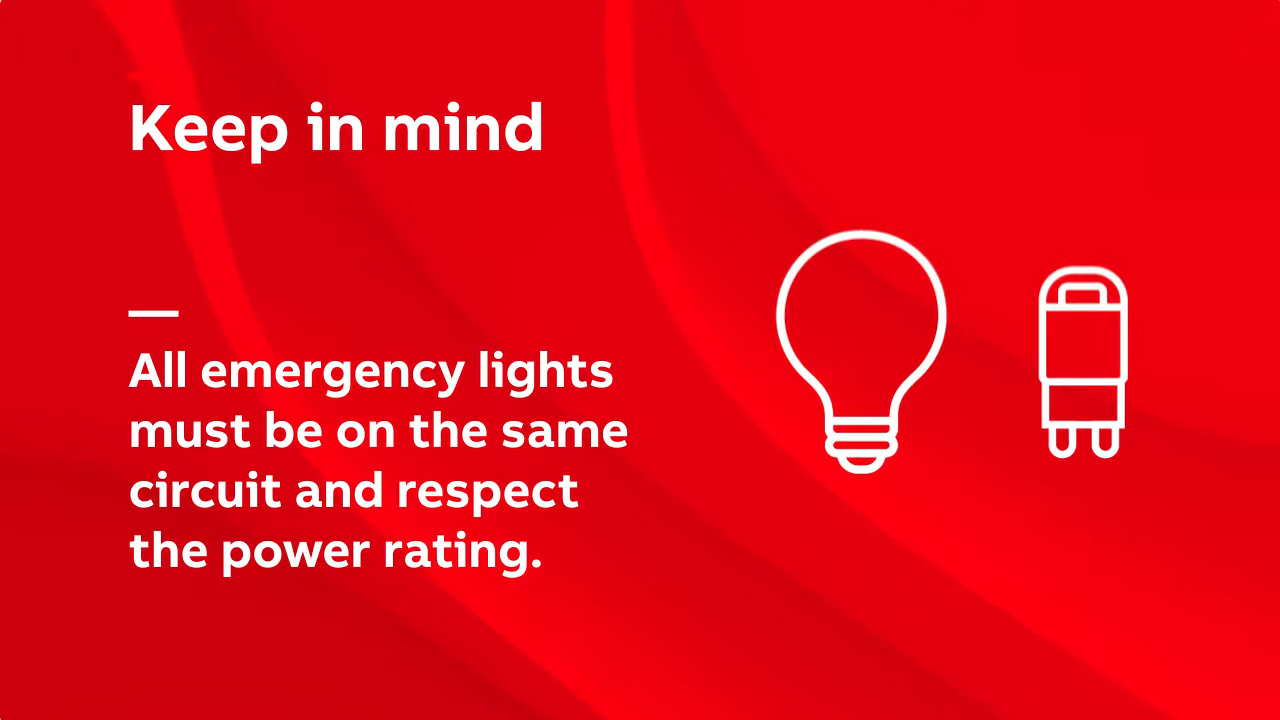 Keep in mind
All emergency lights
must be on the same
circuit and respect
the power rating.